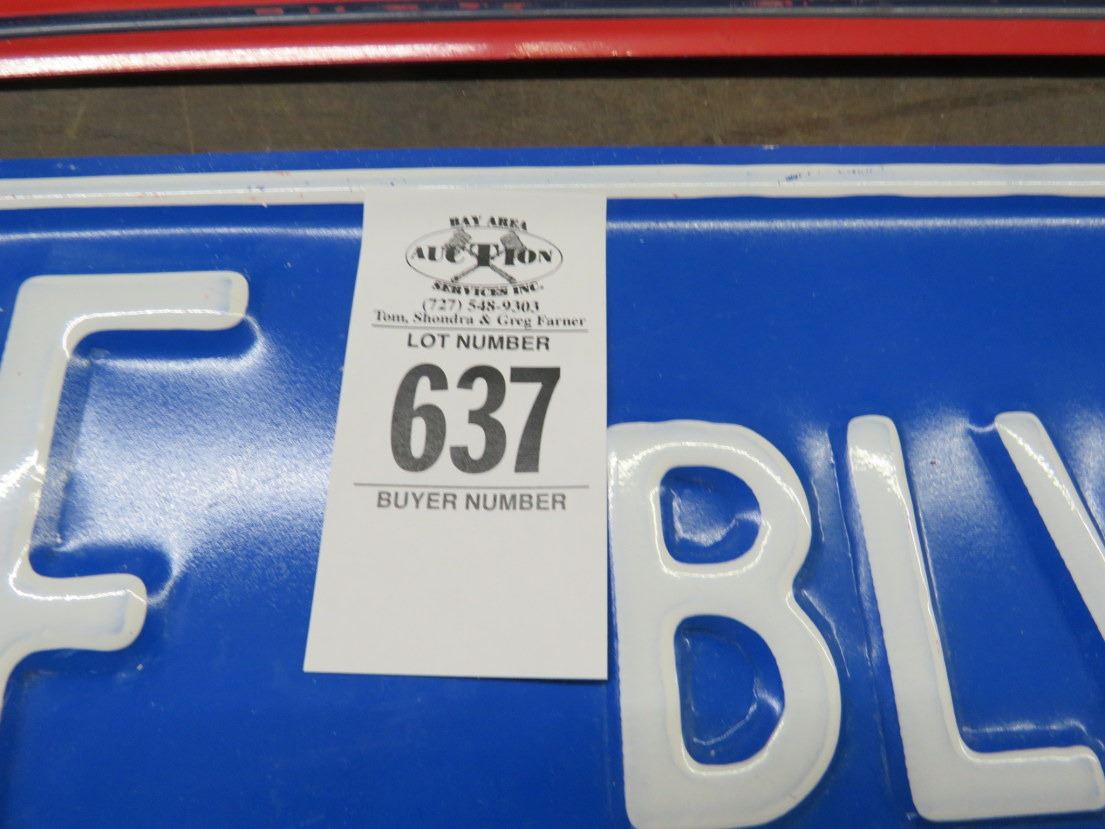 BAY AREA
AUCTION
SERVICES INC.
(727) 548-9303
Tom, Shondra & Greg Farner
LOT NUMBER
637
BUYER NUMBER
F BLV